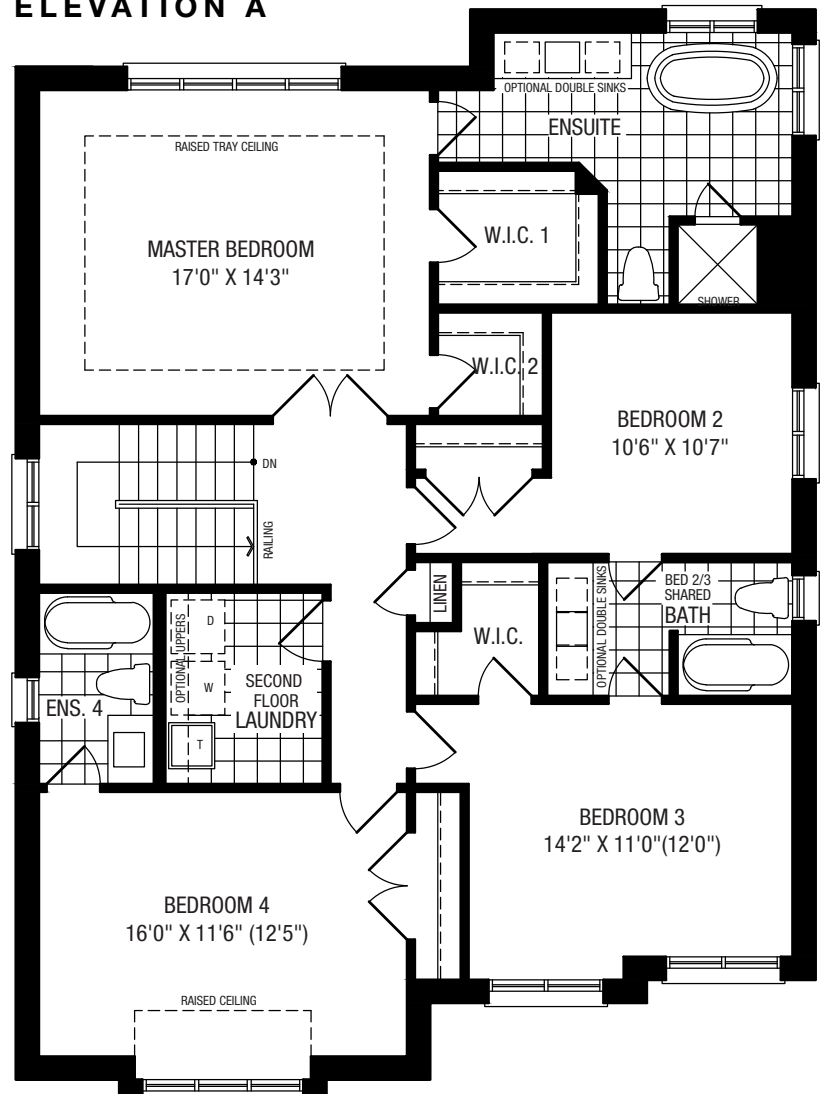 ELEVATION A
OPTIONAL DOUBLE SINKS
ENSUITE
RAISED TRAY CEILING
MASTER BEDROOM
17'0" X 14'3"
W.I.C. 1
SHOWER
W.I.C. 2
BEDROOM 2
10'6" X 10'7"
DN
RAILING
LINEN
W.I.C.
OPTIONAL DOUBLE SINKS
BED 2/3
SHARED
BATH
OPTIONAL UPPERS
D
W
T
SECOND
FLOOR
LAUNDRY
ENS. 4
BEDROOM 3
14'2" X 11'0"(12'0")
BEDROOM 4
16'0" X 11'6" (12'5")
RAISED CEILING